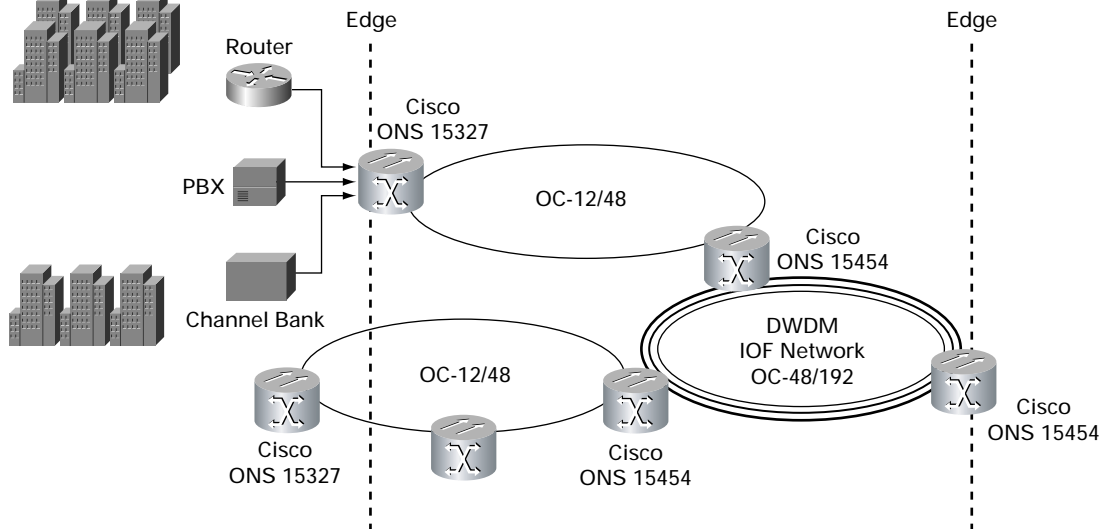 Edge
Edge
Router
Cisco
ONS 15327
PBX
OC-12/48
Cisco
ONS 15454
Channel Bank
DWDM
IOF Network
OC-48/192
OC-12/48
Cisco
ONS 15327
Cisco
ONS 15454
Cisco
ONS 15454